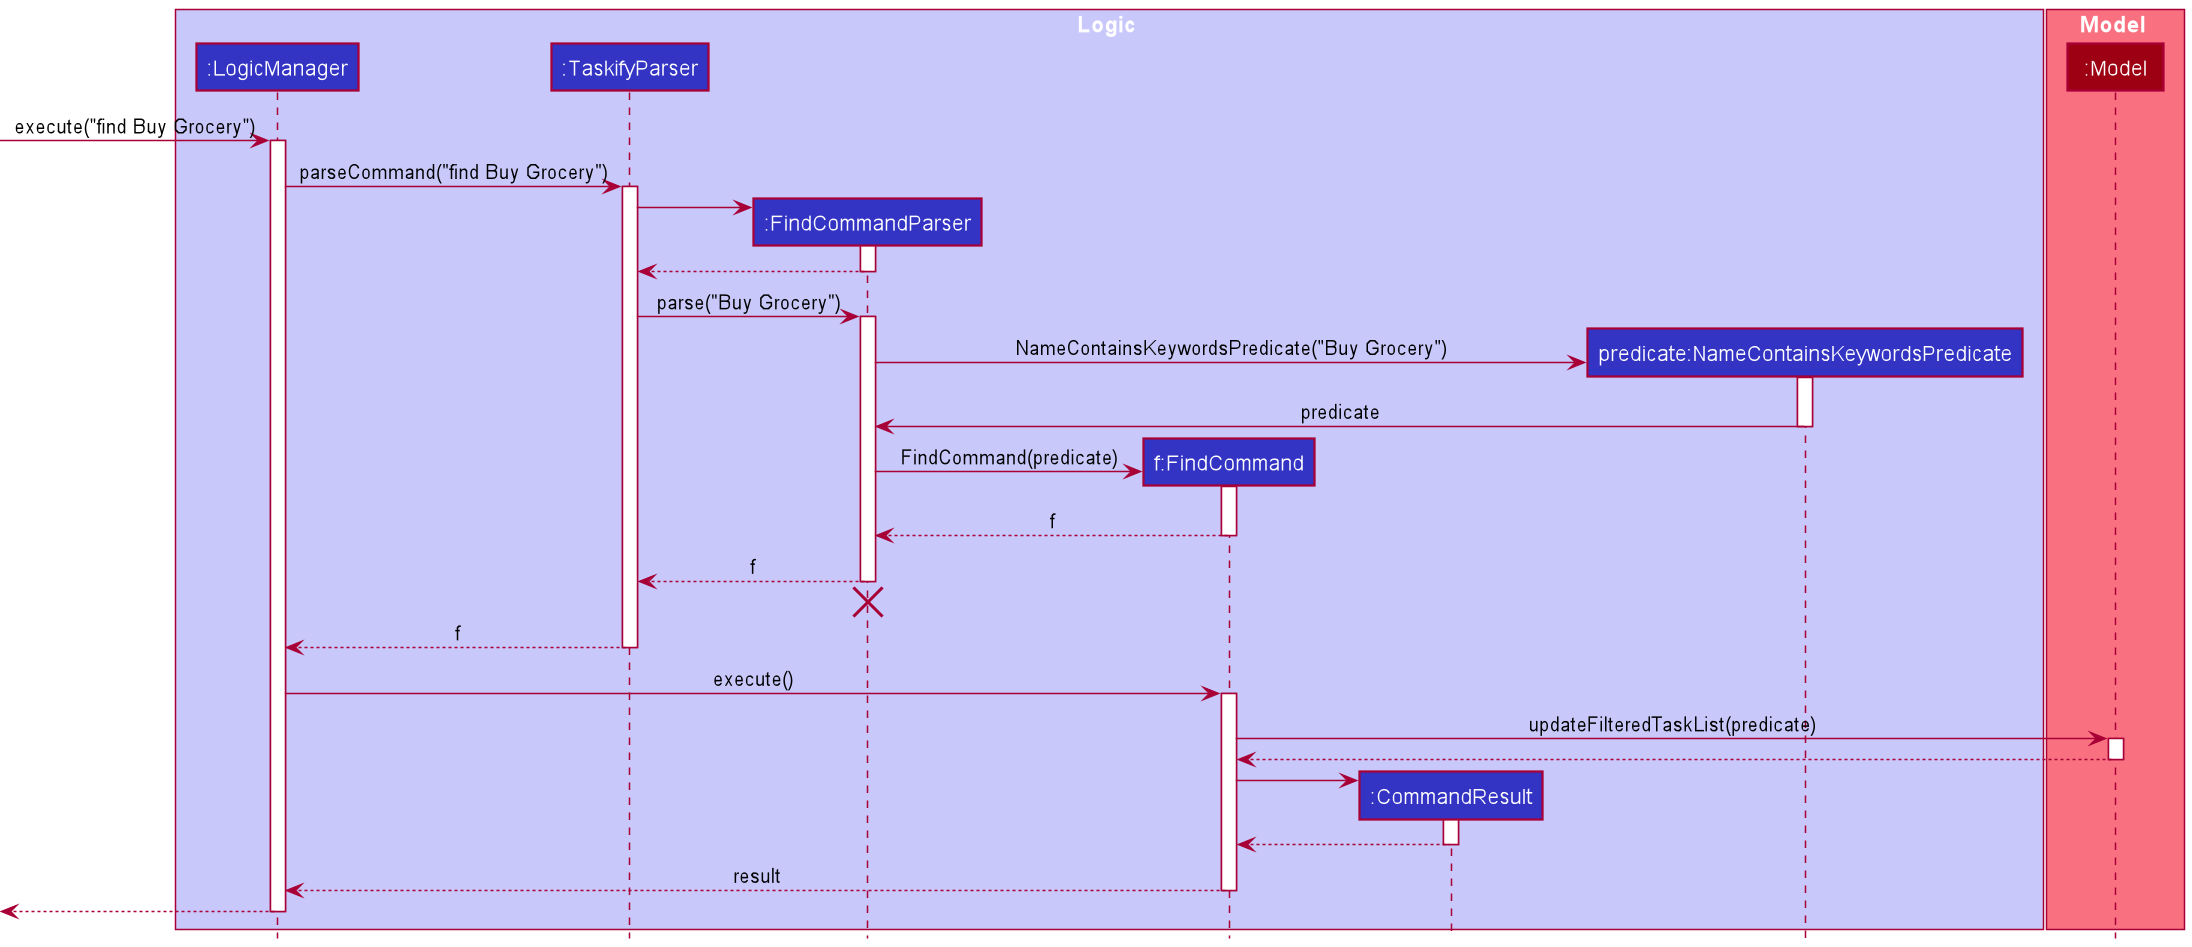 Logic
Model
:LogicManager
:TaskifyParser
:Model
execute("find Buy Grocery")
parseCommand("find Buy Grocery")
:FindCommandParser
parse("Buy Grocery")
NameContainsKeywordsPredicate("Buy Grocery")
predicate:NameContainsKeywordsPredicate
predicate
FindCommand(predicate)
f:FindCommand
f
f
f
execute()
updateFilteredTaskList(predicate)
:CommandResult
result